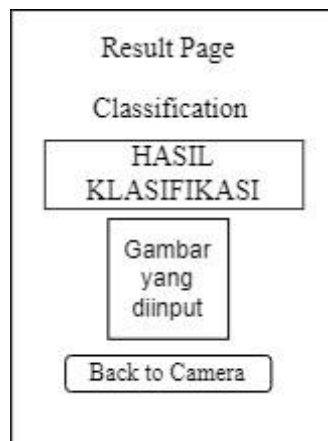 Result Page
Classification
HASIL
KLASIFIKASI
Gambar
yang
diinput
Back to Camera